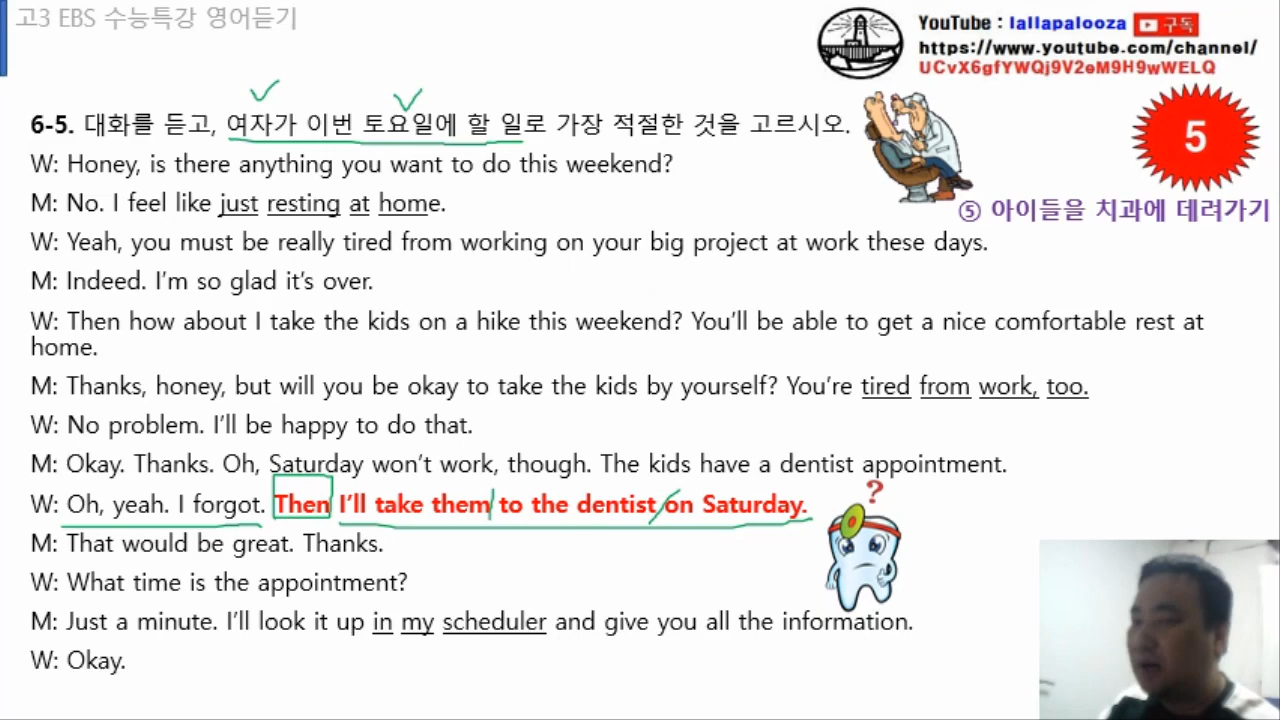 고3 EBS 수능특강 영어듣기
YouTube : lallapalooza 구독
https://www.youtube.com/channel/
UCvX6gfYWQj9V2eM9H9wWELQ
6-5. 대화를 듣고, 여자가 이번 토요일에 할 일로 가장 적절한 것을 고르시오.
5
⑤ 아이들을 치과에 데려가기
W: Honey, is there anything you want to do this weekend?
M: No. I feel like just resting at home.
W: Yeah, you must be really tired from working on your big project at work these days.
M: Indeed. I'm so glad it's over.
W: Then how about I take the kids on a hike this weekend? You'll be able to get a nice comfortable rest at
home.
M: Thanks, honey, but will you be okay to take the kids by yourself? You're tired from work, too.
W: No problem. I'll be happy to do that.
M: Okay. Thanks. Oh, Saturday won't work, though. The kids have a dentist appointment.
W: Oh, yeah. I forgot. Then I'll take them to the dentist on Saturday.
?
M: That would be great. Thanks.
W: What time is the appointment?
M: Just a minute. I'll look it up in my scheduler and give you all the information.
W: Okay.